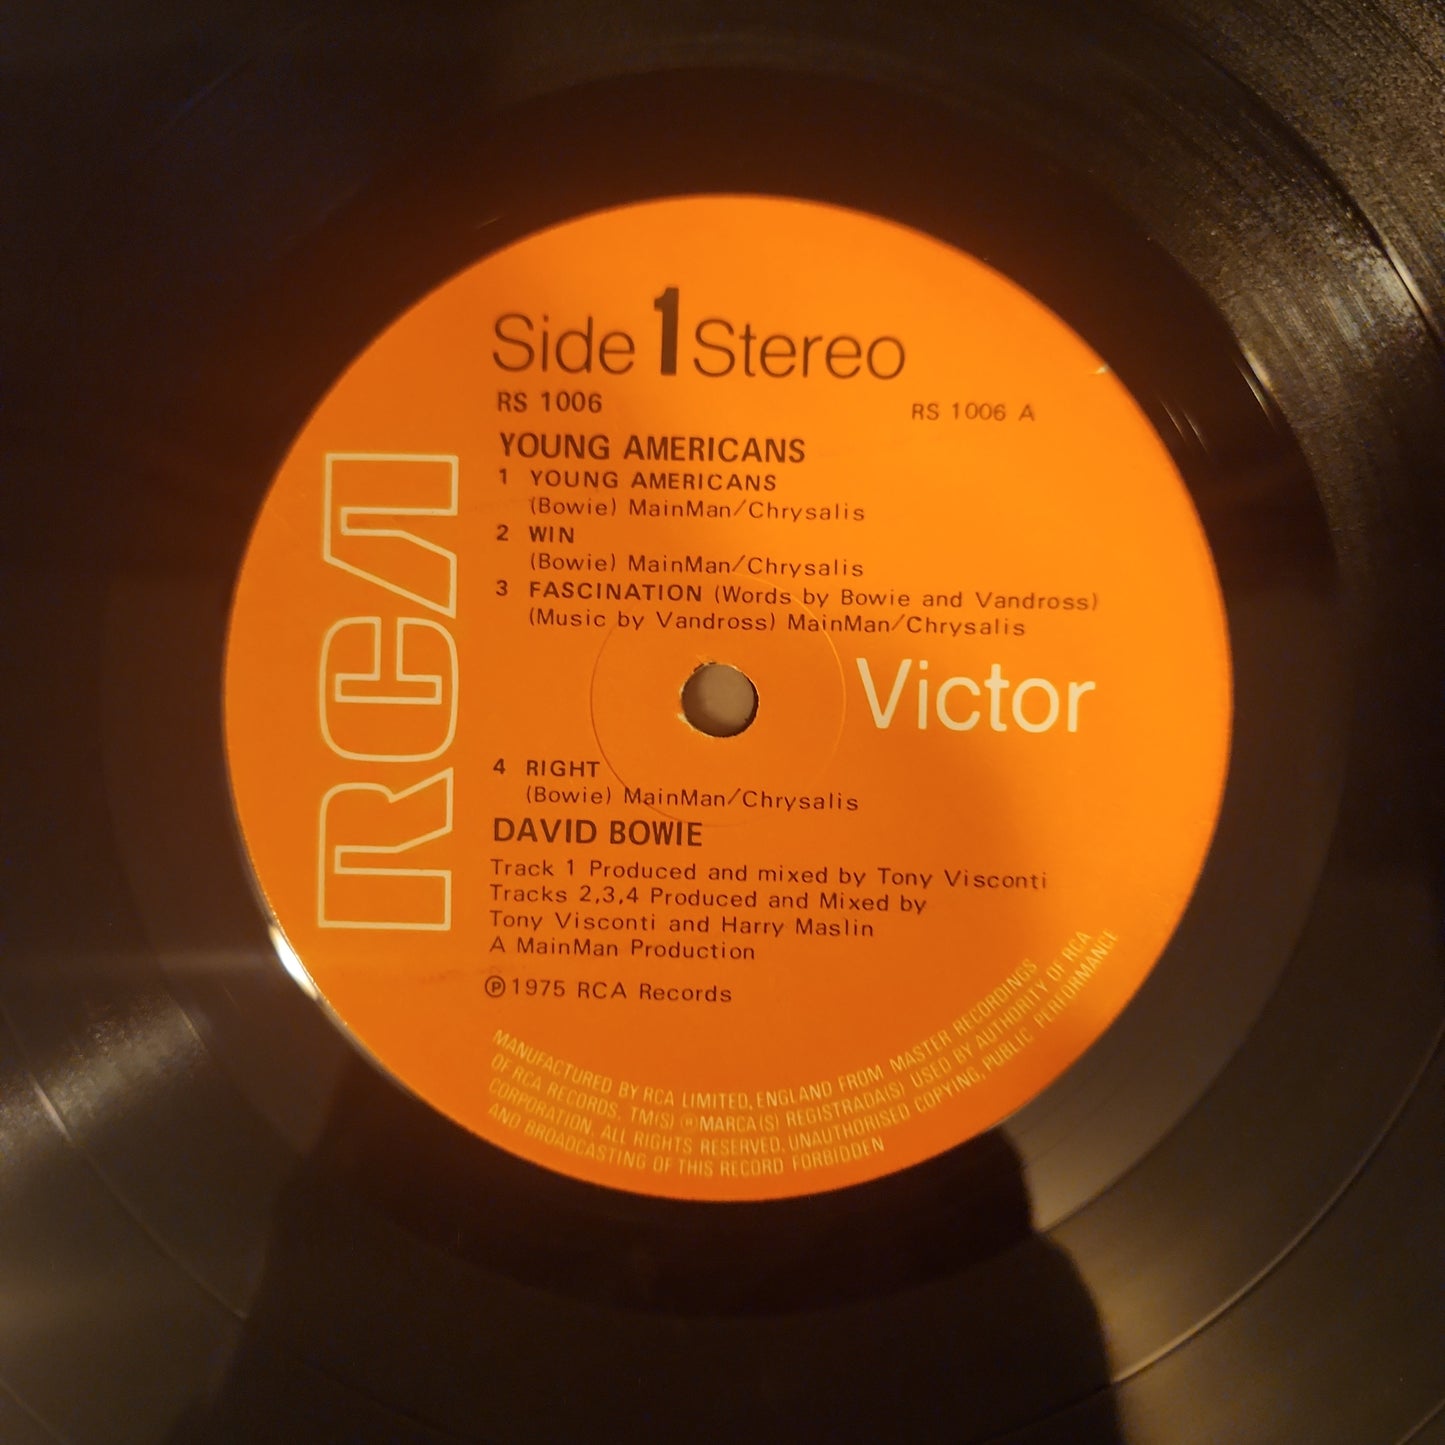 Side 1 Stereo
RS 1006
RS 1006 A
YOUNG AMERICANS
1 YOUNG AMERICANS
(Bowie) MainMan/Chrysalis
2 WIN
(Bowie) MainMan/Chrysalis
3 FASCINATION (Words by Bowie and Vandross)
(Music by Vandross) MainMan/Chrysalis
RCA
Victor
4 RIGHT
(Bowie) MainMan/Chrysalis
DAVID BOWIE
Track 1 Produced and mixed by Tony Visconti
Tracks 2,3,4 Produced and Mixed by
Tony Visconti and Harry Maslin
A MainMan Production
℗1975 RCA Records
MANUFACTURED BY RCA LIMITED, ENGLAND FROM MASTER RECORDINGS
OF RCA RECORDS. TM(S) ®MARCA(S) REGISTRADA(S) USED BY AUTHORITY OF RCA
CORPORATION. ALL RIGHTS RESERVED. UNAUTHORISED COPYING, PUBLIC PERFORMANCE
AND BROADCASTING OF THIS RECORD FORBIDDEN